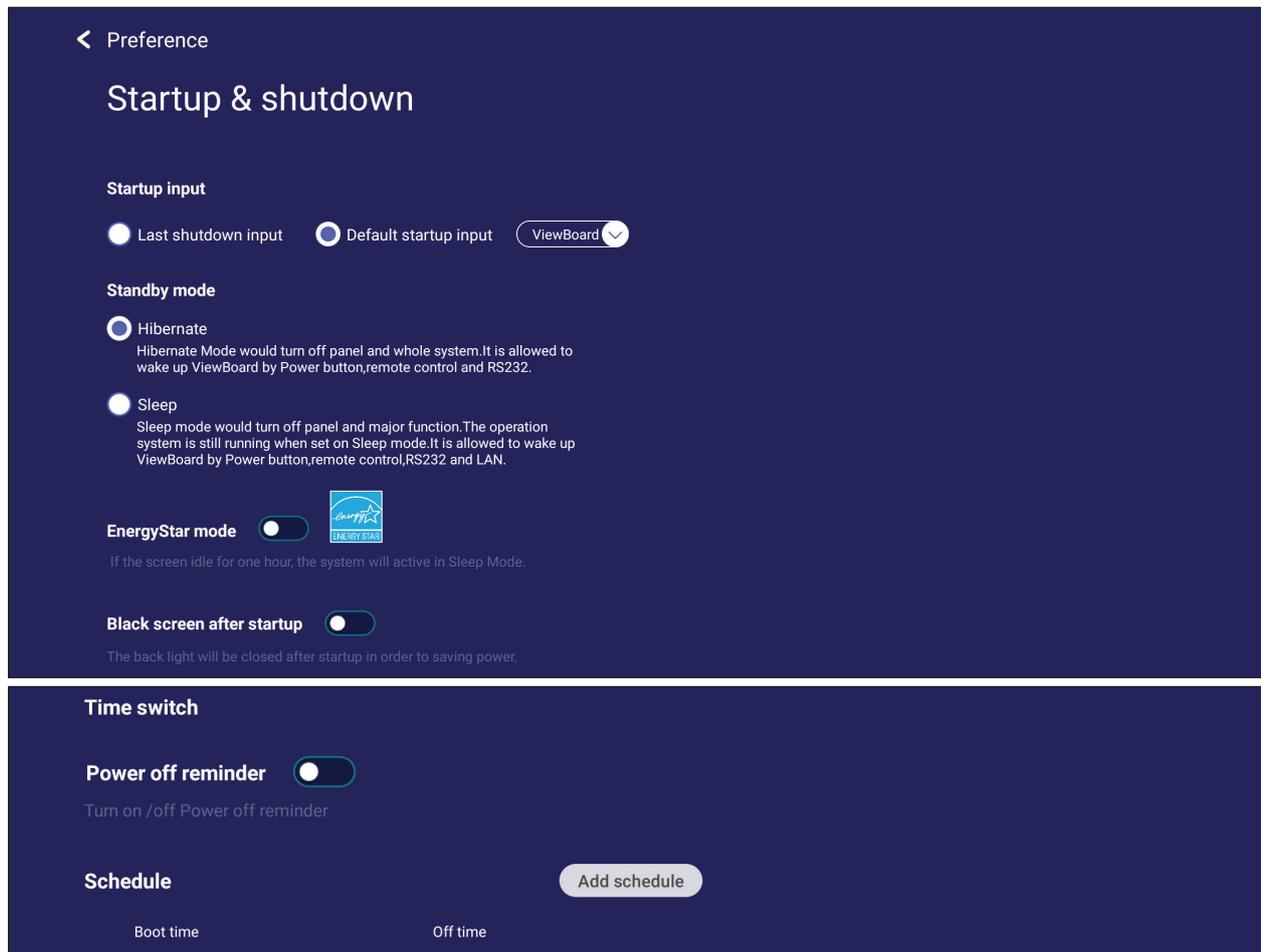 Preference
Startup & shutdown
Startup input
Last shutdown input Default startup input ViewBoard
Standby mode
Hibernate
Hibernate Mode would turn off panel and whole system.It is allowed to
wake up ViewBoard by Power button,remote control and RS232.
Sleep
Sleep mode would turn off panel and major function.The operation
system is still running when set on Sleep mode.It is allowed to wake up
ViewBoard by Power button,remote control,RS232 and LAN.
EnergyStar mode
energy
ENERGY STAR
If the screen idle for one hour, the system will active in Sleep Mode.
Black screen after startup
The back light will be closed after startup in order to saving power.
Time switch
Power off reminder
Turn on /off Power off reminder
Schedule Add schedule
Boot time Off time